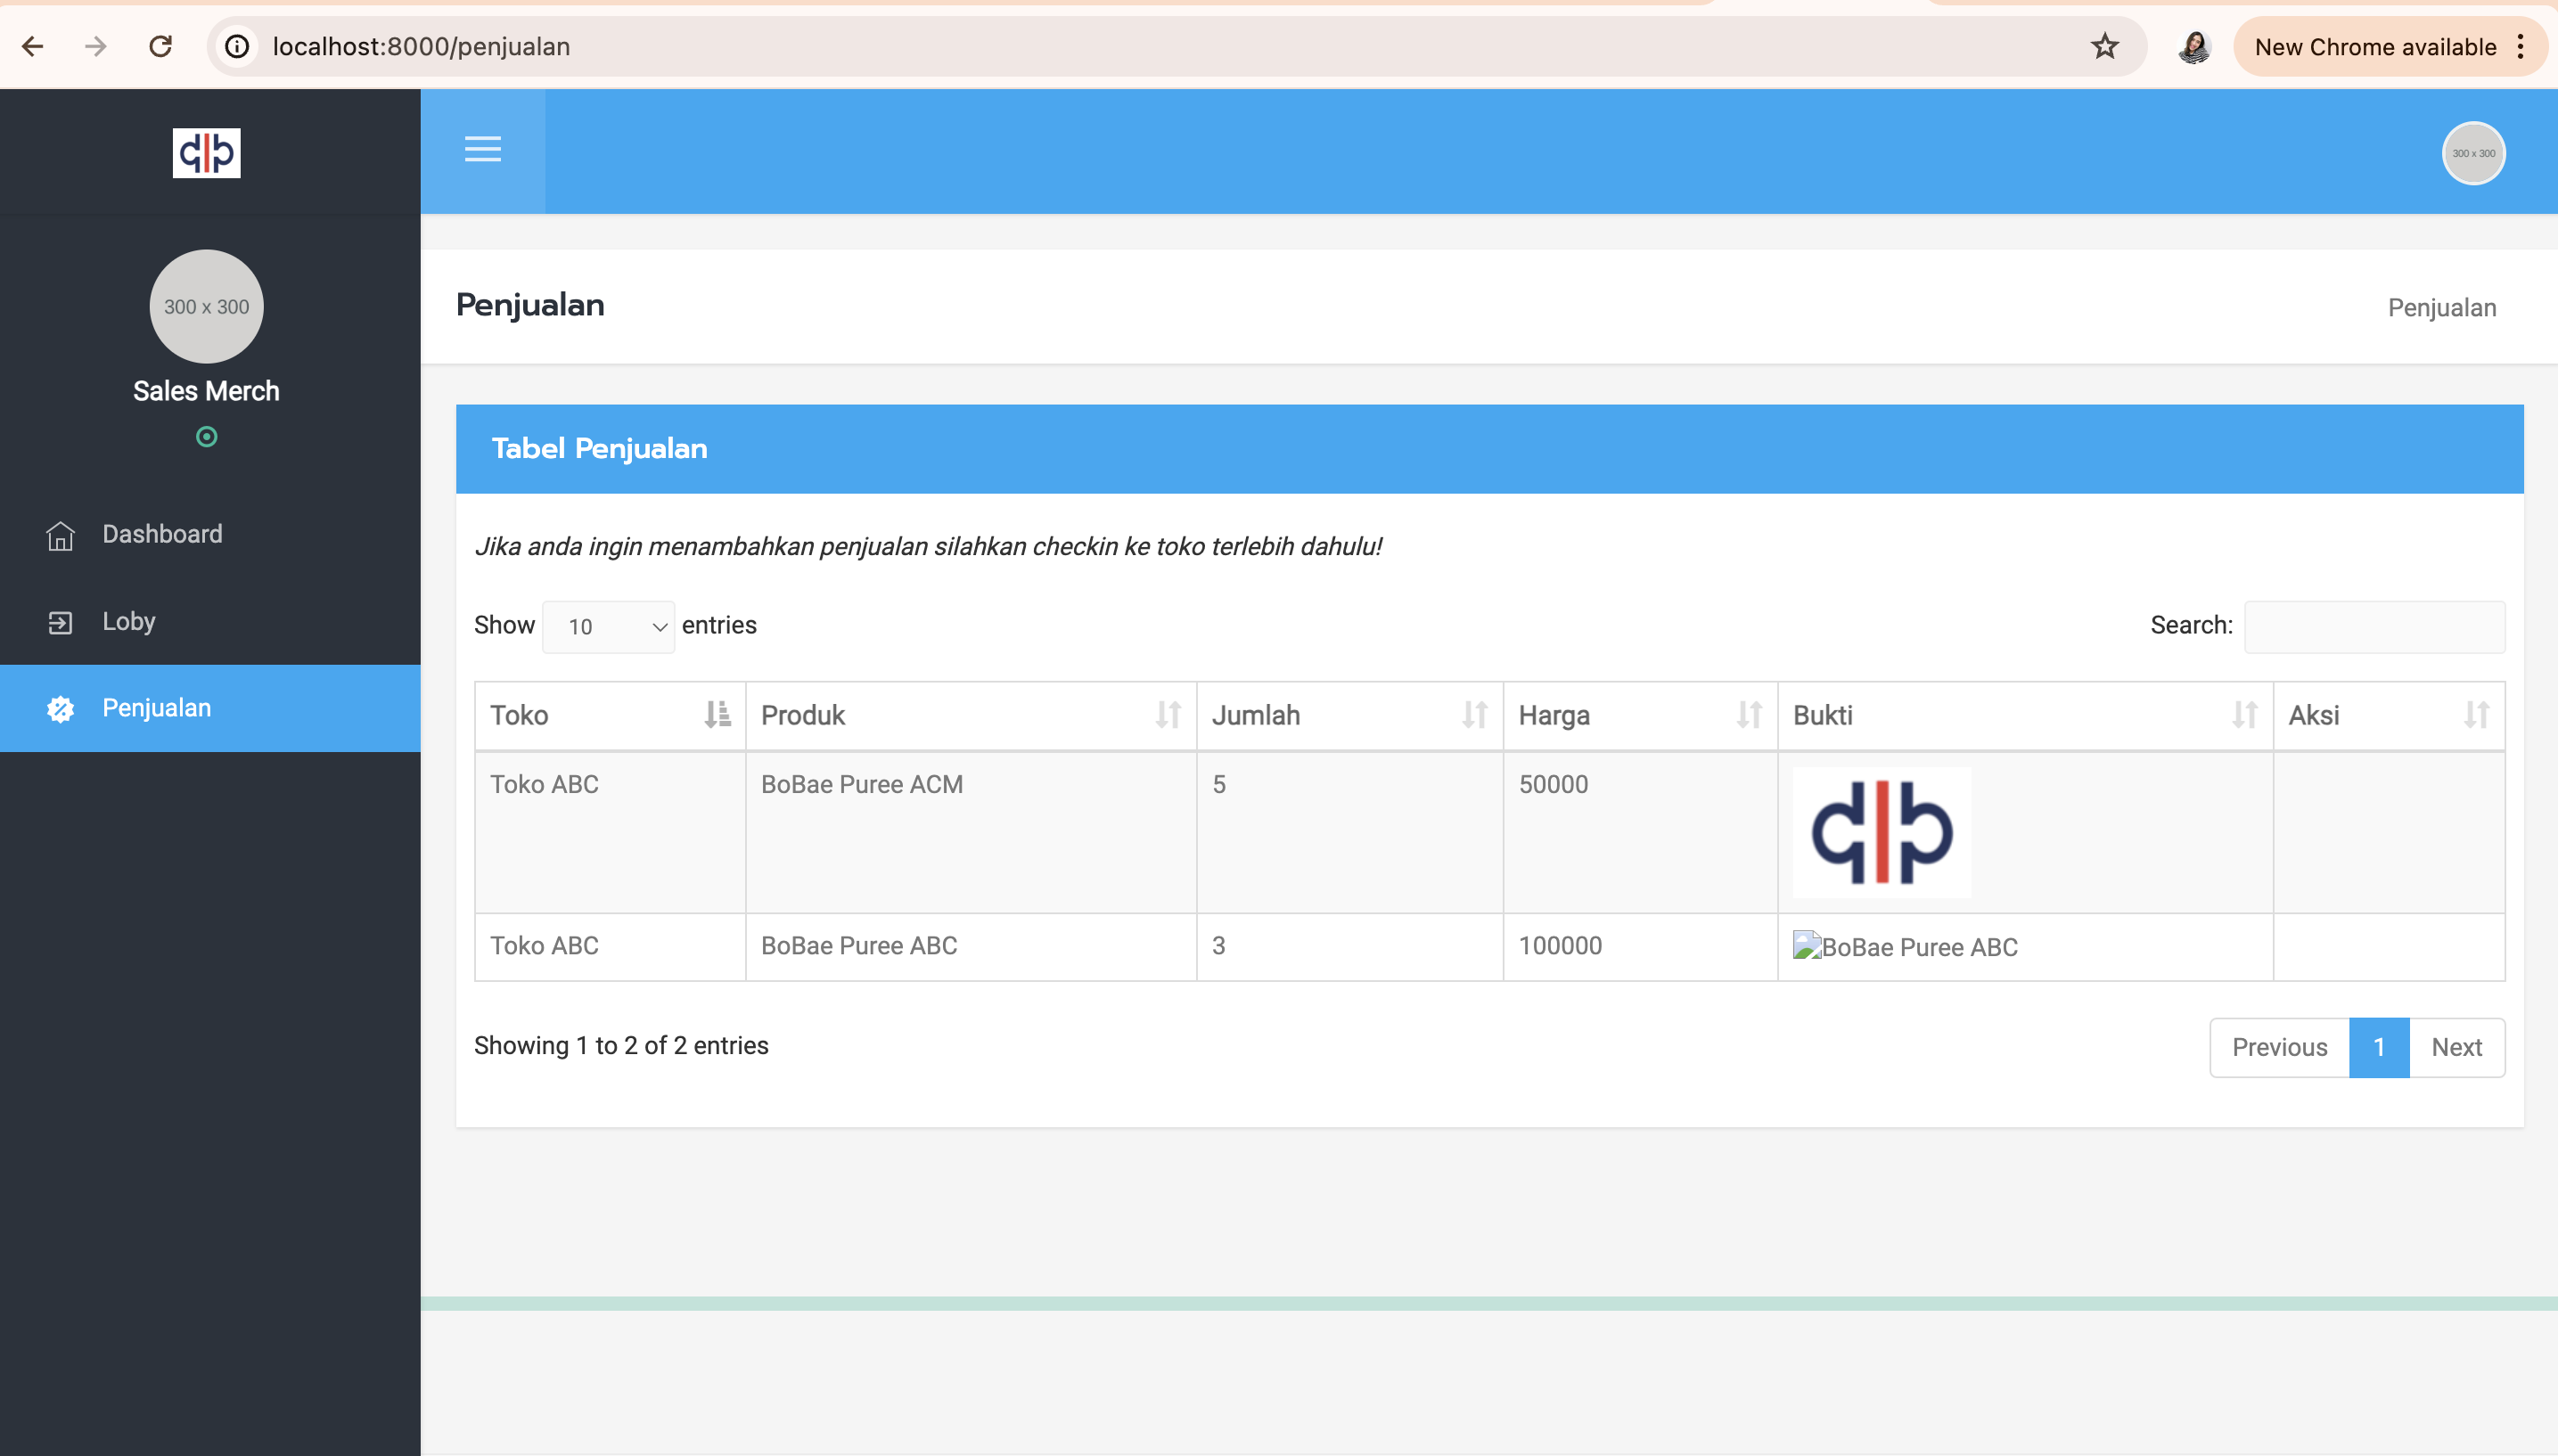 localhost:8000/penjualan
New Chrome available
300 x 300
300 x 300
Sales Merch
Dashboard
Loby
Penjualan
Penjualan
Penjualan
Tabel Penjualan
Jika anda ingin menambahkan penjualan silahkan checkin ke toko terlebih dahulu!
Show 10 entries
Search:
Toko Produk Jumlah Harga Bukti Aksi
Toko ABC BoBae Puree ACM 5 50000
Toko ABC BoBae Puree ABC 3 100000 BoBae Puree ABC
Showing 1 to 2 of 2 entries
Previous 1 Next